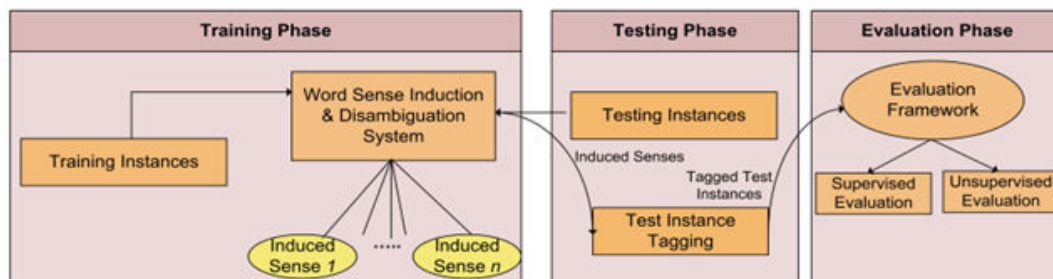 Training Phase
Training Instances
Word Sense Induction
& Disambiguation
System
Induced
Sense 1
.....
Induced
Sense n
Testing Phase
Testing Instances
Induced Senses
Tagged Test
Instances
Test Instance
Tagging
Evaluation Phase
Evaluation
Framework
Supervised
Evaluation
Unsupervised
Evaluation